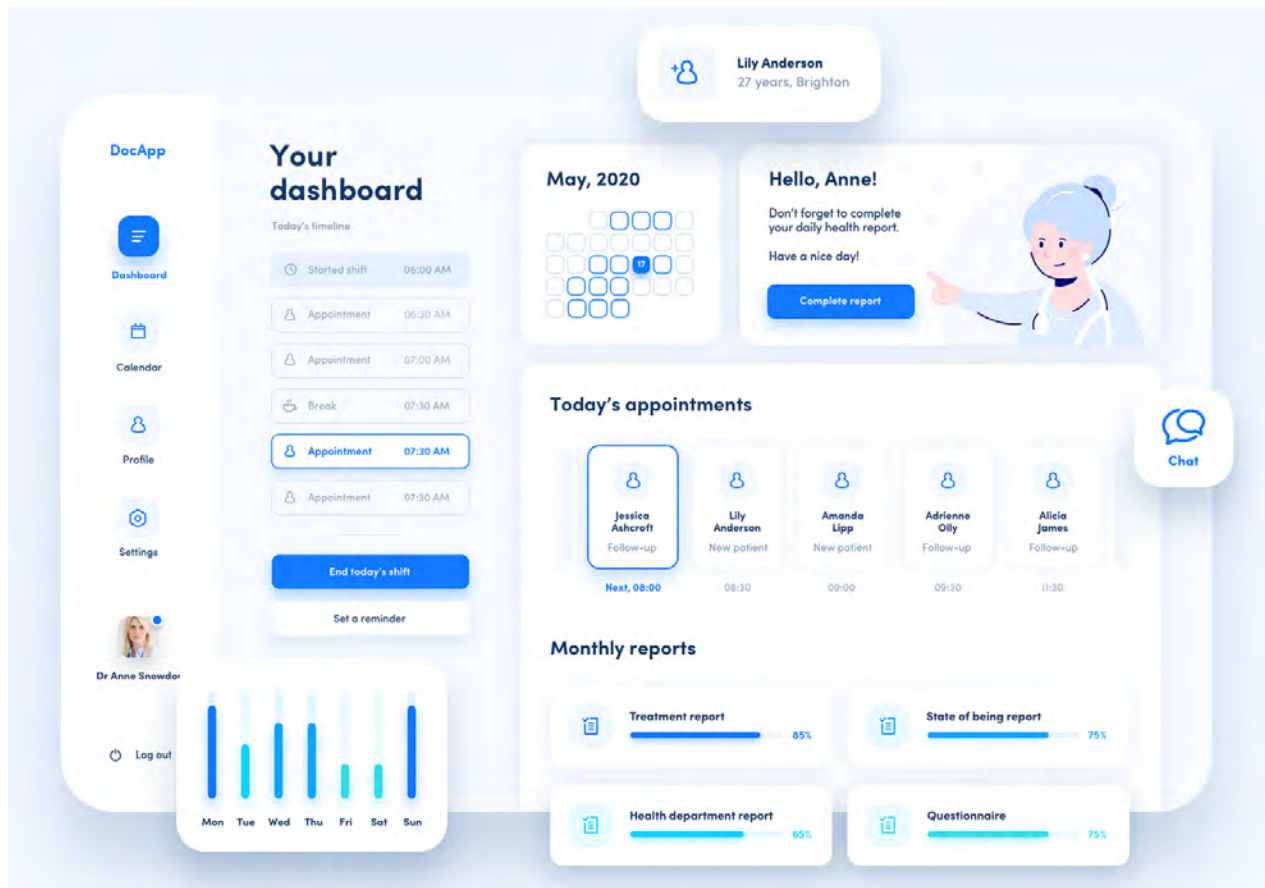 Lily Anderson
27 years, Brighton
DocApp
Dashboard
Calendar
Profile
Settings
Dr Anne Snowdo
Log out
Your
dashboard
Today's timeline
Started shift 06:00 AM
Appointment 06:30 AM
Appointment 07:00 AM
Break 07:30 AM
Appointment 07:30 AM
Appointment 07:30 AM
End today's shift
Set a reminder
May, 2020
17
Hello, Anne!
Don't forget to complete
your daily health report.
Have a nice day!
Complete report
Today's appointments
Jessica
Ashcroft
Follow-up
Next, 08:00
Lily
Anderson
New patient
08:30
Amanda
Lipp
New patient
09:00
Adrienne
Olly
Follow-up
09:30
Alicia
James
Follow-up
11:30
Chat
Monthly reports
Treatment report
85%
State of being report
75%
Health department report
65%
Questionnaire
75%
Mon Tue Wed Thu Fri Sat Sun